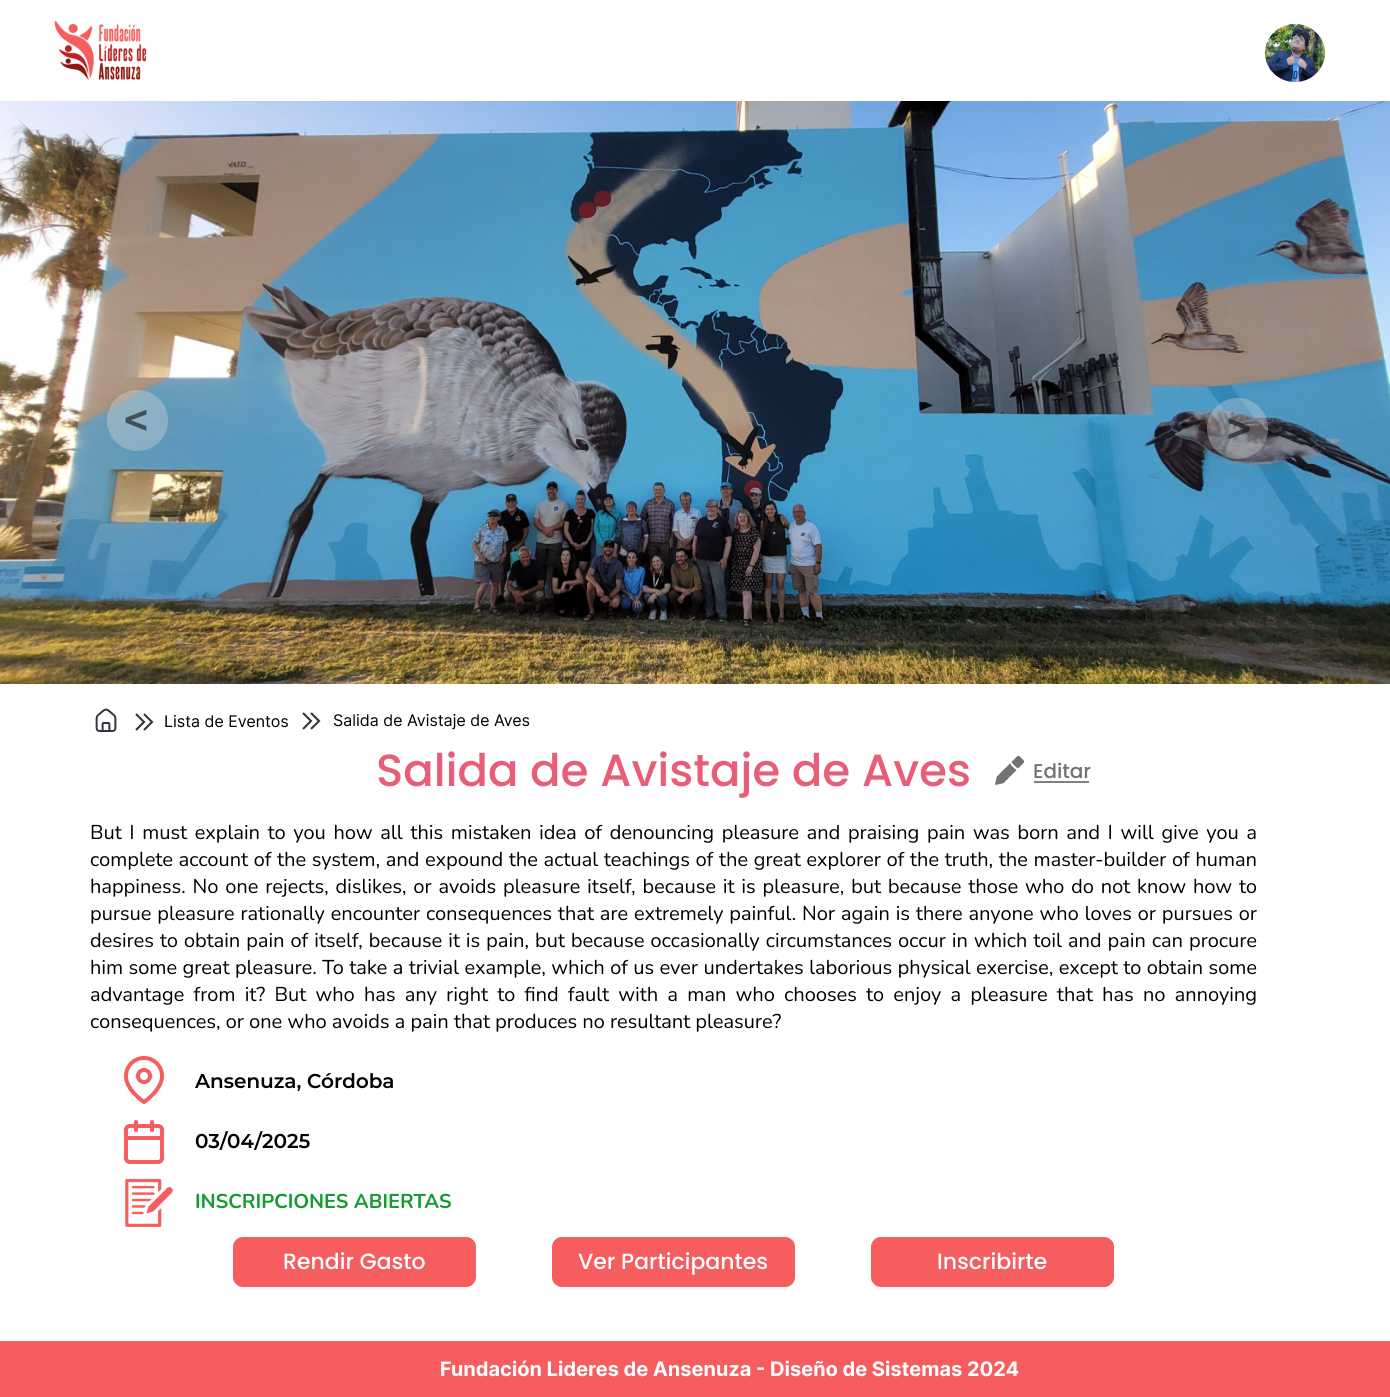 Fundación
Líderes de
Ansenuza
<
>
Lista de Eventos
Salida de Avistaje de Aves
Salida de Avistaje de Aves
Editar
But I must explain to you how all this mistaken idea of denouncing pleasure and praising pain was born and I will give you a
complete account of the system, and expound the actual teachings of the great explorer of the truth, the master-builder of human
happiness. No one rejects, dislikes, or avoids pleasure itself, because it is pleasure, but because those who do not know how to
pursue pleasure rationally encounter consequences that are extremely painful. Nor again is there anyone who loves or pursues or
desires to obtain pain of itself, because it is pain, but because occasionally circumstances occur in which toil and pain can procure
him some great pleasure. To take a trivial example, which of us ever undertakes laborious physical exercise, except to obtain some
advantage from it? But who has any right to find fault with a man who chooses to enjoy a pleasure that has no annoying
consequences, or one who avoids a pain that produces no resultant pleasure?
Ansenuza, Córdoba
03/04/2025
INSCRIPCIONES ABIERTAS
Rendir Gasto
Ver Participantes
Inscribirte
Fundación Lideres de Ansenuza - Diseño de Sistemas 2024